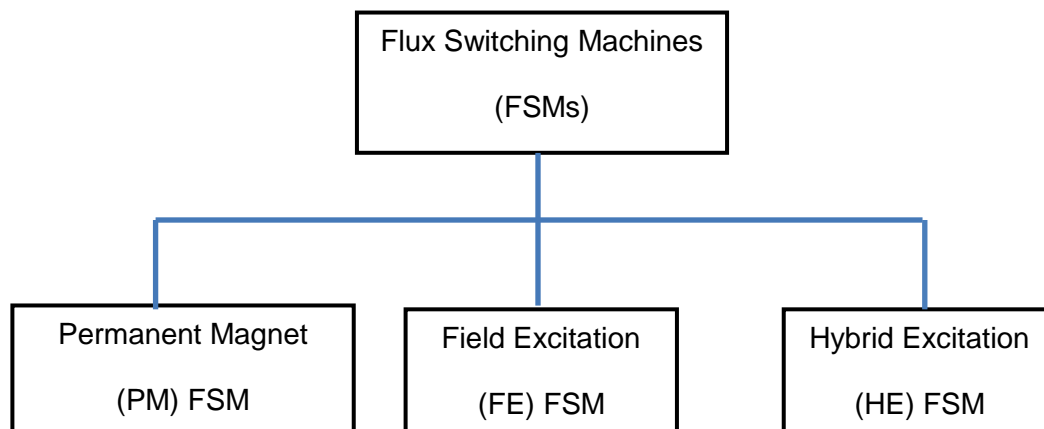 Flux Switching Machines
(FSMs)
Permanent Magnet
(PM) FSM
Field Excitation
(FE) FSM
Hybrid Excitation
(HE) FSM